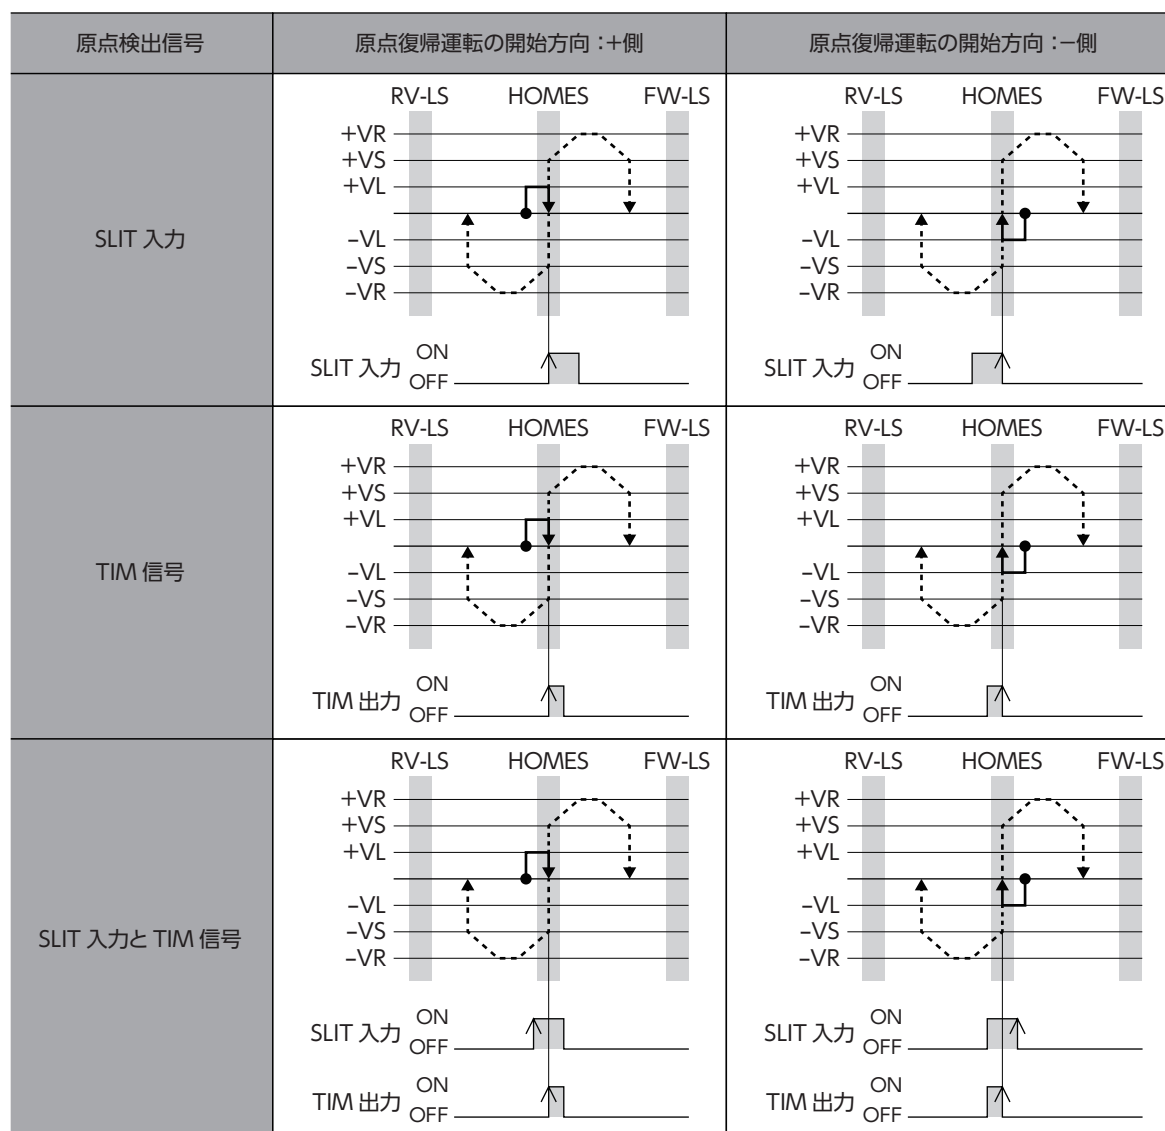 原点検出信号
原点復帰運転の開始方向：+側
原点復帰運転の開始方向：−側
SLIT 入力
RV-LS HOMES FW-LS
+VR
+VS
+VL
−VL
−VS
−VR
SLIT 入力 ON
OFF
RV-LS HOMES FW-LS
+VR
+VS
+VL
−VL
−VS
−VR
SLIT 入力 ON
OFF
TIM 信号
RV-LS HOMES FW-LS
+VR
+VS
+VL
−VL
−VS
−VR
TIM 出力 ON
OFF
RV-LS HOMES FW-LS
+VR
+VS
+VL
−VL
−VS
−VR
TIM 出力 ON
OFF
SLIT 入力と TIM 信号
RV-LS HOMES FW-LS
+VR
+VS
+VL
−VL
−VS
−VR
SLIT 入力 ON
OFF
TIM 出力 ON
OFF
RV-LS HOMES FW-LS
+VR
+VS
+VL
−VL
−VS
−VR
SLIT 入力 ON
OFF
TIM 出力 ON
OFF